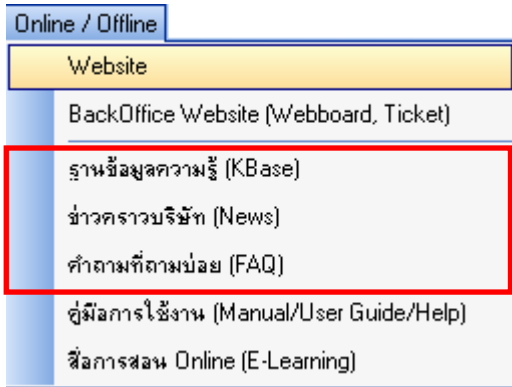 Online / Offline
Website
BackOffice Website (Webboard, Ticket)
ฐานข้อมูลความรู้ (KBase)
ข่าวคราวบริษัท (News)
คำถามที่ถามบ่อย (FAQ)
คู่มือการใช้งาน (Manual/User Guide/Help)
สื่อการสอน Online (E-Learning)